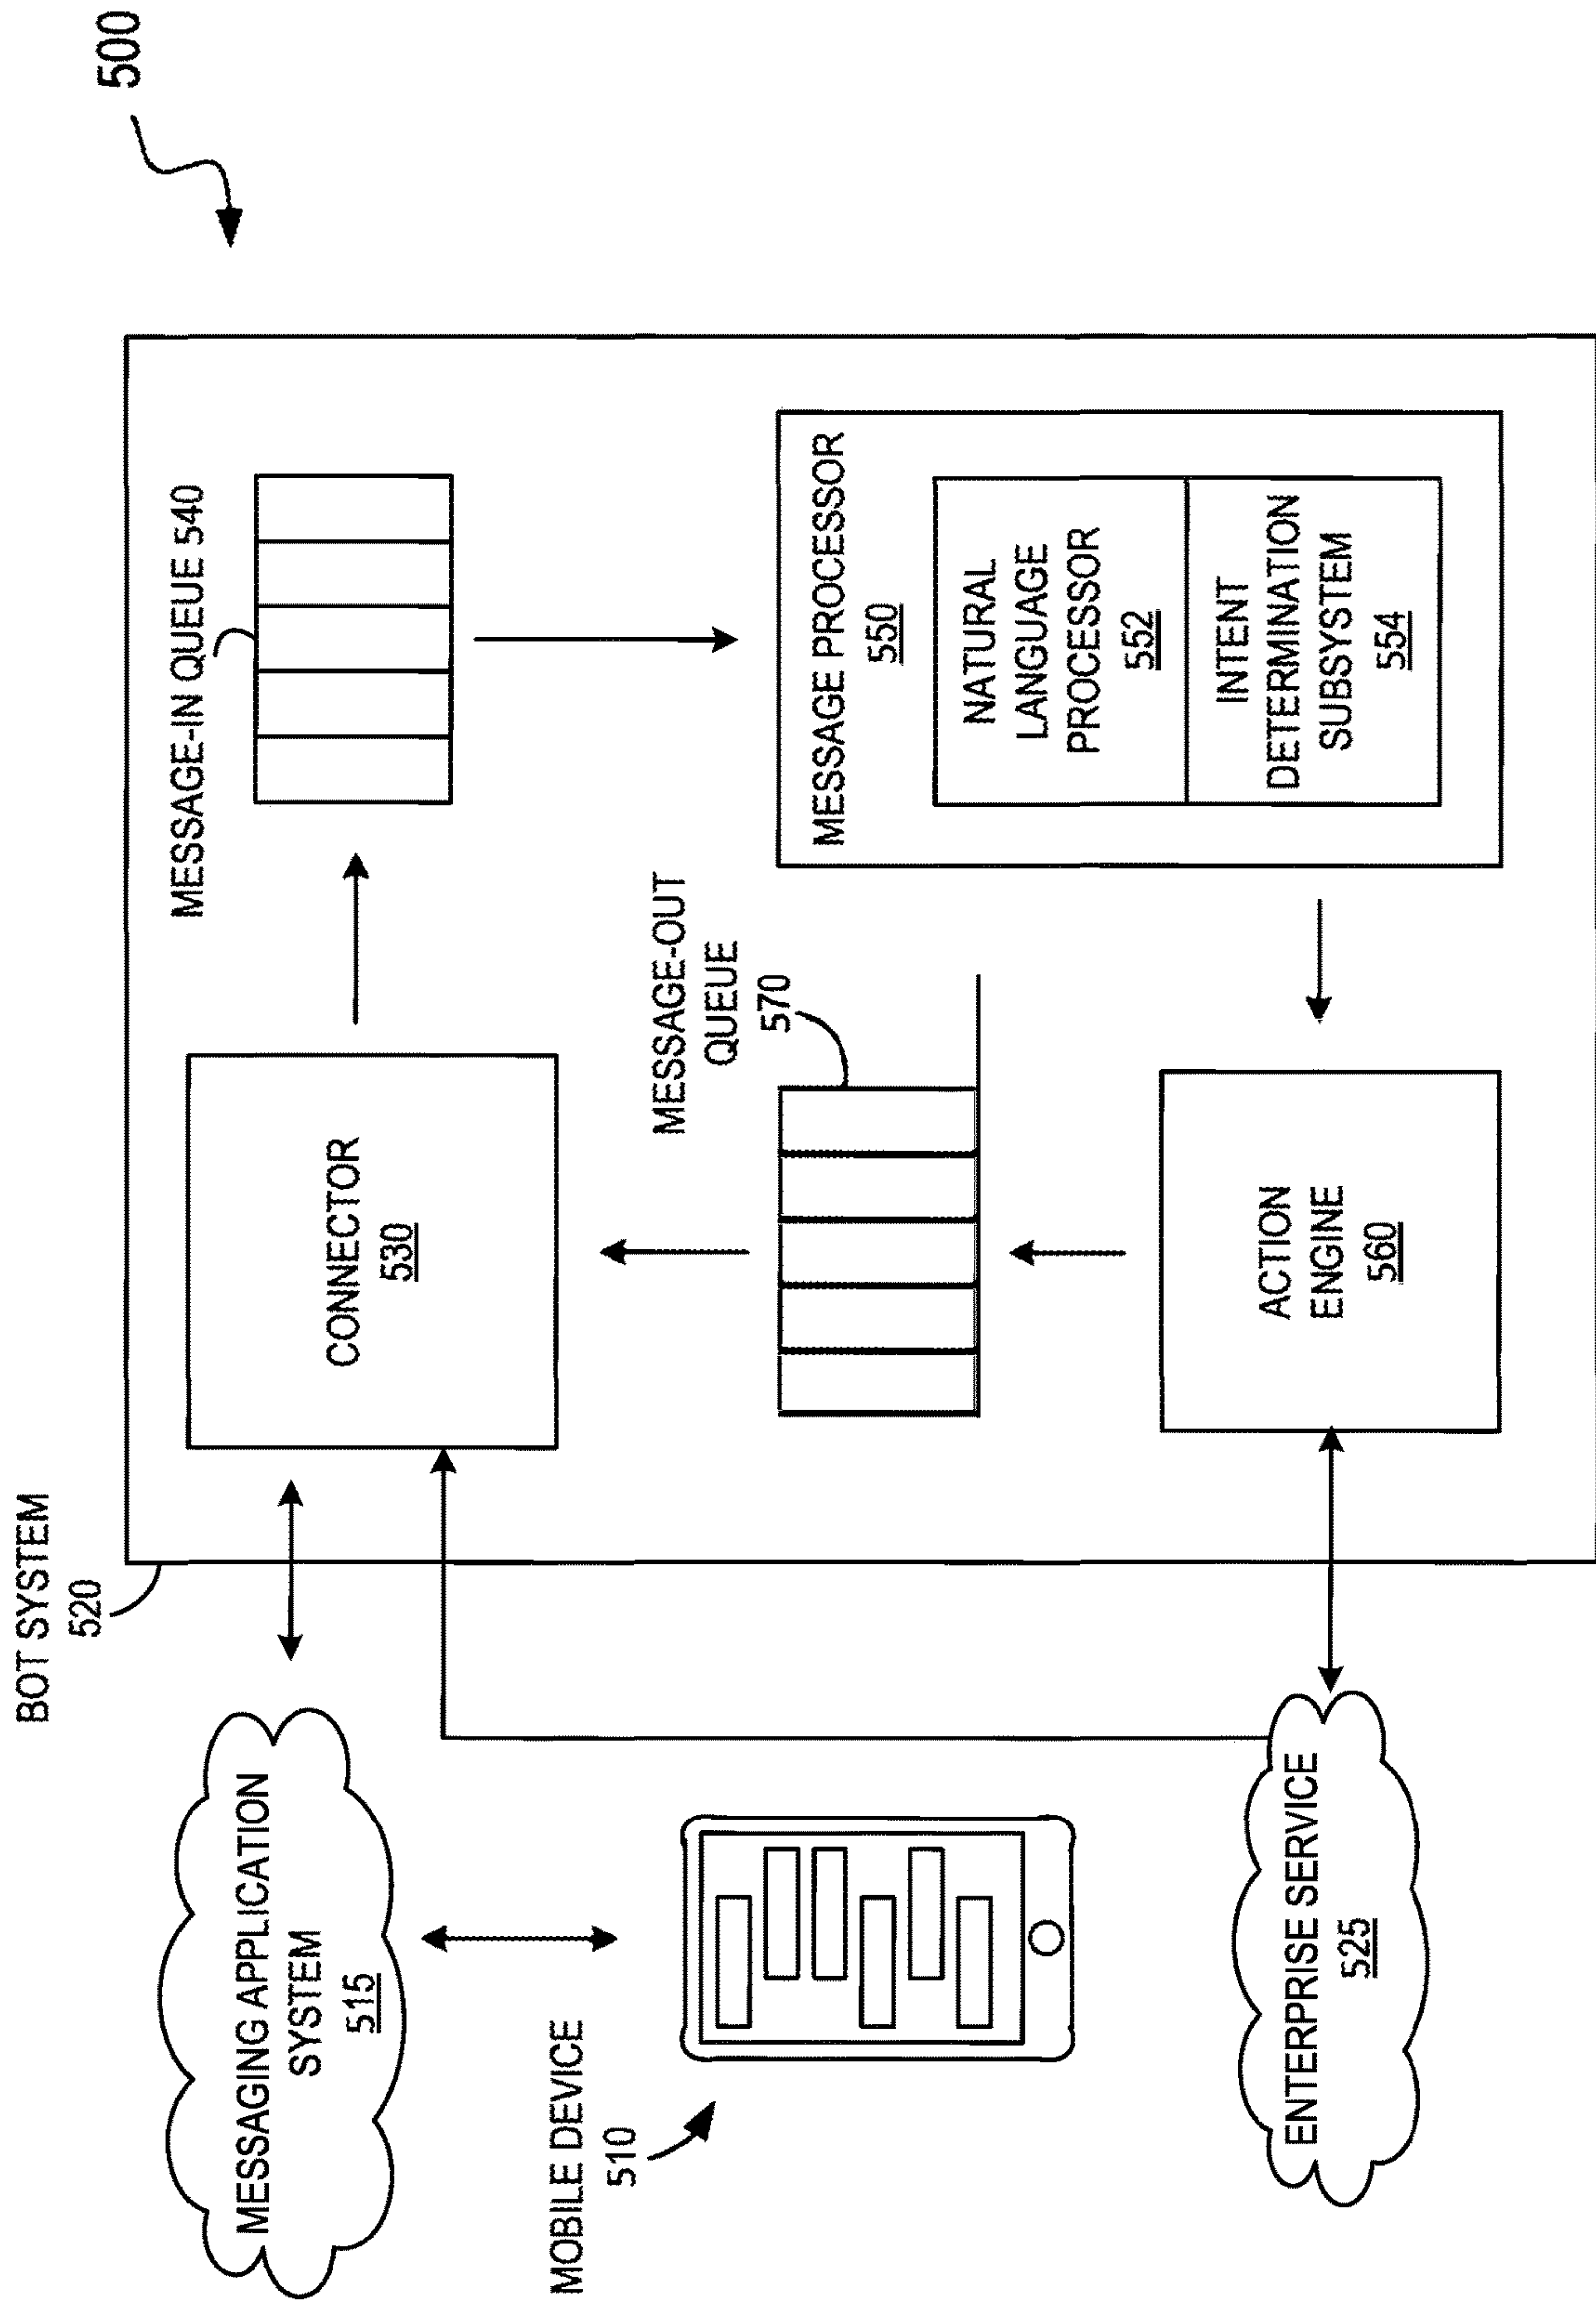 500
BOT SYSTEM
520
MESSAGING APPLICATION
SYSTEM
515
MOBILE DEVICE
510
ENTERPRISE SERVICE
525
CONNECTOR
530
MESSAGE-IN QUEUE 540
MESSAGE PROCESSOR
550
NATURAL
LANGUAGE
PROCESSOR
552
INTENT
DETERMINATION
SUBSYSTEM
554
MESSAGE-OUT
QUEUE
570
ACTION
ENGINE
560